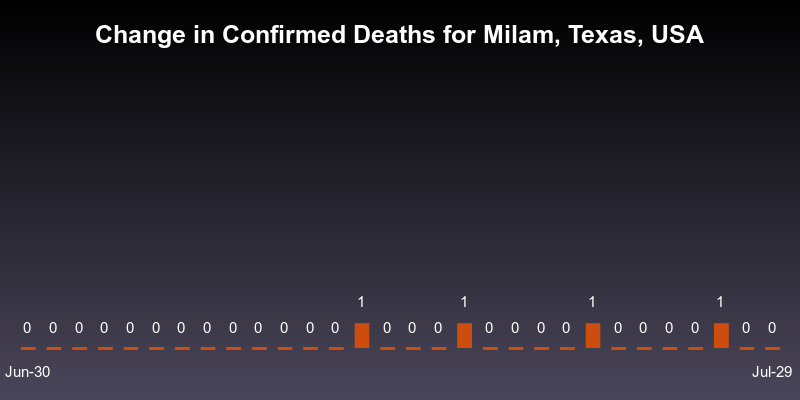 Change in Confirmed Deaths for Milam, Texas, USA
1 1 1 1
0 0 0 0 0 0 0 0 0 0 0 0 0 0 0 0 0 0 0 0 0 0 0 0 0 0
Jun-30 Jul-29